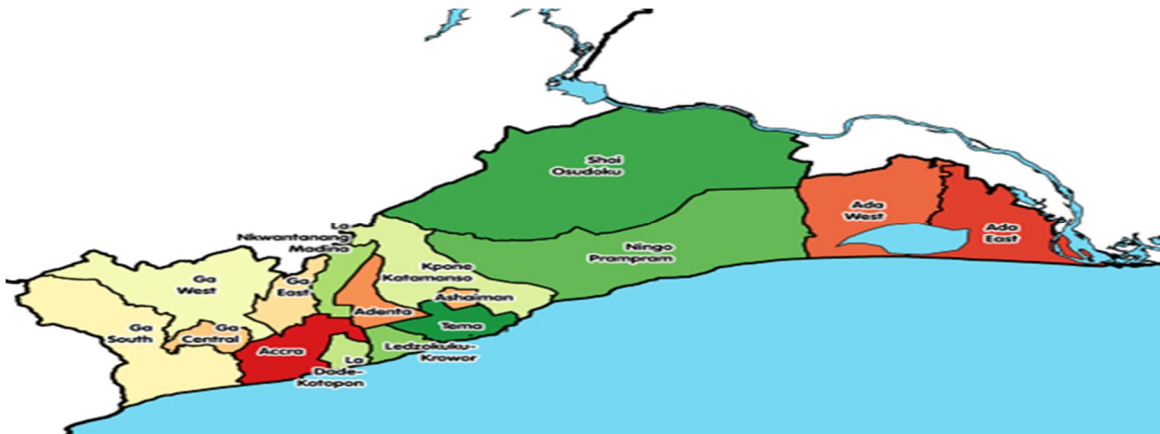 Shai
Osudoku
Ada
West
Ada
East
La
Nkwantanang
Madina
Ningo
Prampram
Kpone
Katamanso
Ga
West
Ga
East
Ashaiman
Adenta
Tema
Ga
South
Ga
Central
Accra
Ledzokuku-
Krowor
La
Dade-
Kotopon